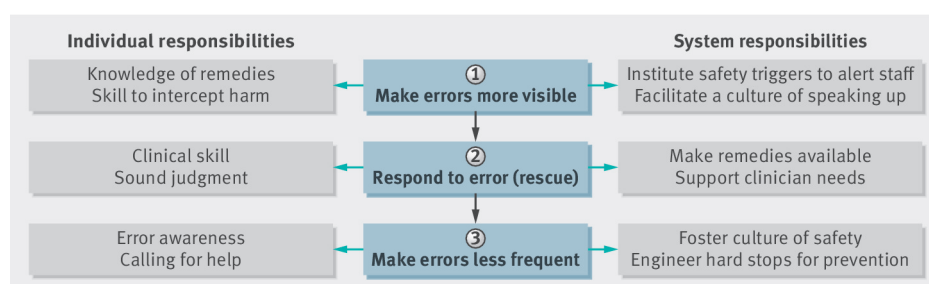 Individual responsibilities
System responsibilities
Knowledge of remedies
Skill to intercept harm
1
Make errors more visible
Institute safety triggers to alert staff
Facilitate a culture of speaking up
Clinical skill
Sound judgment
2
Respond to error (rescue)
Make remedies available
Support clinician needs
Error awareness
Calling for help
3
Make errors less frequent
Foster culture of safety
Engineer hard stops for prevention